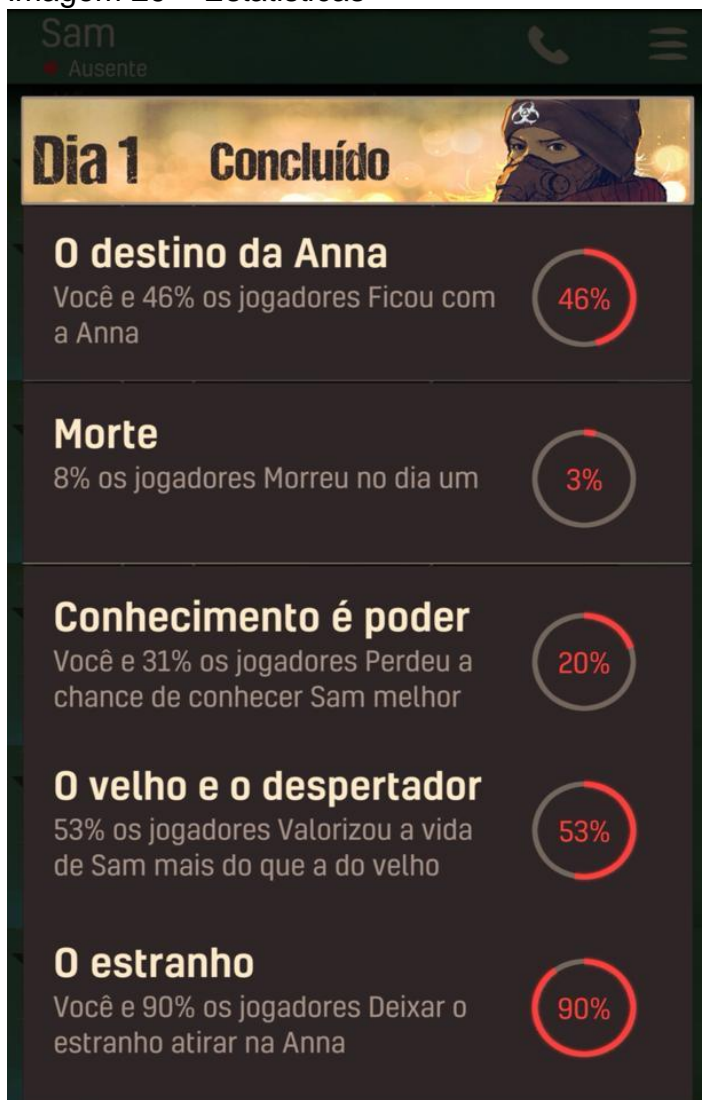 Sam
Ausente
Dia 1 Concluído
O destino da Anna
Você e 46% os jogadores Ficou com
a Anna
46%
Morte
8% os jogadores Morreu no dia um
3%
Conhecimento é poder
Você e 31% os jogadores Perdeu a
chance de conhecer Sam melhor
20%
O velho e o despertador
53% os jogadores Valorizou a vida
de Sam mais do que a do velho
53%
O estranho
Você e 90% os jogadores Deixar o
estranho atirar na Anna
90%